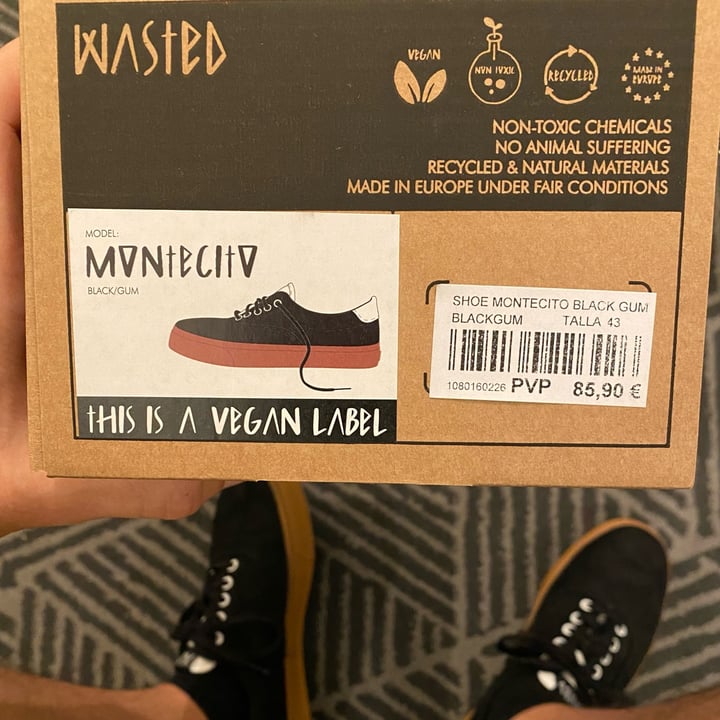 WASTED
VEGAN
NON TOXIC
RECYCLED
MADE IN
EUROPE
NON-TOXIC CHEMICALS
NO ANIMAL SUFFERING
RECYCLED & NATURAL MATERIALS
MADE IN EUROPE UNDER FAIR CONDITIONS
MODEL:
MONTECITO
BLACK/GUM
THIS IS A VEGAN LABEL
SHOE MONTECITO BLACK GUM
BLACKGUM TALLA 43
1080160226 PVP 85,90 €